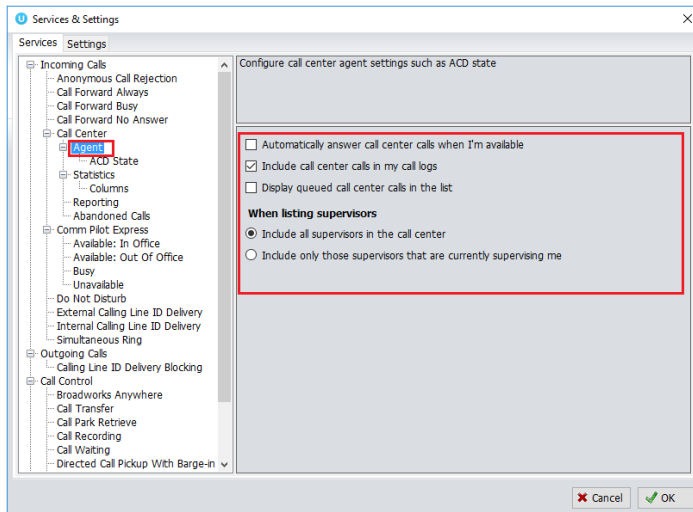 Services & Settings
Services Settings
Incoming Calls
Anonymous Call Rejection
Call Forward Always
Call Forward Busy
Call Forward No Answer
Call Center
Agent
ACD State
Statistics
Columns
Reporting
Abandoned Calls
Comm Pilot Express
Available: In Office
Available: Out Of Office
Busy
Unavailable
Do Not Disturb
External Calling Line ID Delivery
Internal Calling Line ID Delivery
Simultaneous Ring
Outgoing Calls
Calling Line ID Delivery Blocking
Call Control
Broadworks Anywhere
Call Transfer
Call Park Retrieve
Call Recording
Call Waiting
Directed Call Pickup With Barge-in
Configure call center agent settings such as ACD state
Automatically answer call center calls when I'm available
Include call center calls in my call logs
Display queued call center calls in the list
When listing supervisors
Include all supervisors in the call center
Include only those supervisors that are currently supervising me
Cancel OK